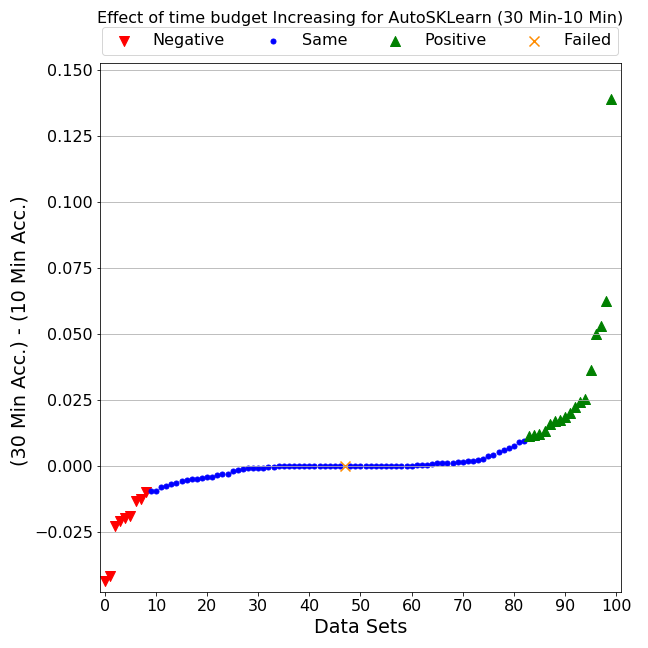 Effect of time budget Increasing for AutoSKLearn (30 Min-10 Min)
Negative Same Positive Failed
0.150
0.125
0.100
0.075
0.050
0.025
0.000
−0.025
(30 Min Acc.) - (10 Min Acc.)
0 10 20 30 40 50 60 70 80 90 100
Data Sets